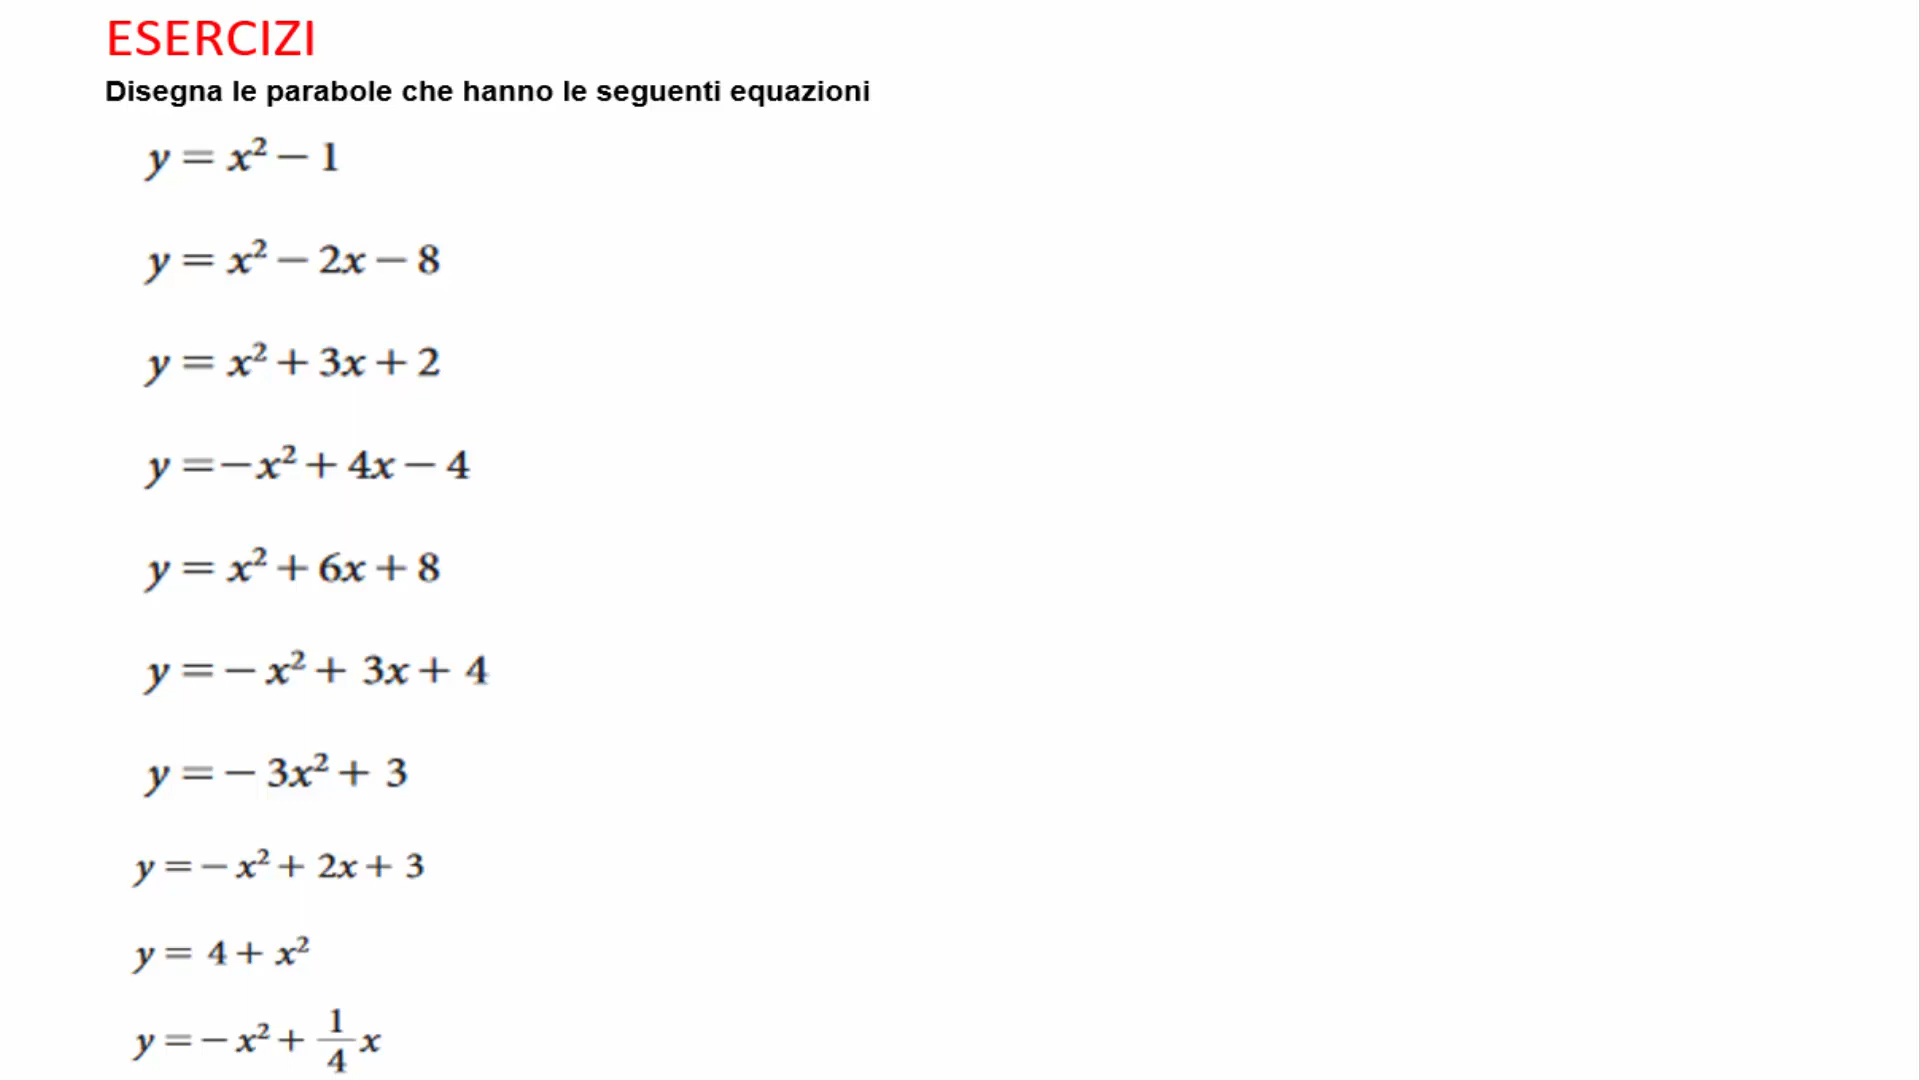 ESERCIZI
Disegna le parabole che hanno le seguenti equazioni
y = x² − 1
y = x² − 2x − 8
y = x² + 3x + 2
y = −x² + 4x − 4
y = x² + 6x + 8
y = − x² + 3x + 4
y = − 3x² + 3
y = − x² + 2x + 3
y = 4 + x²
y = − x² + 1/4 x